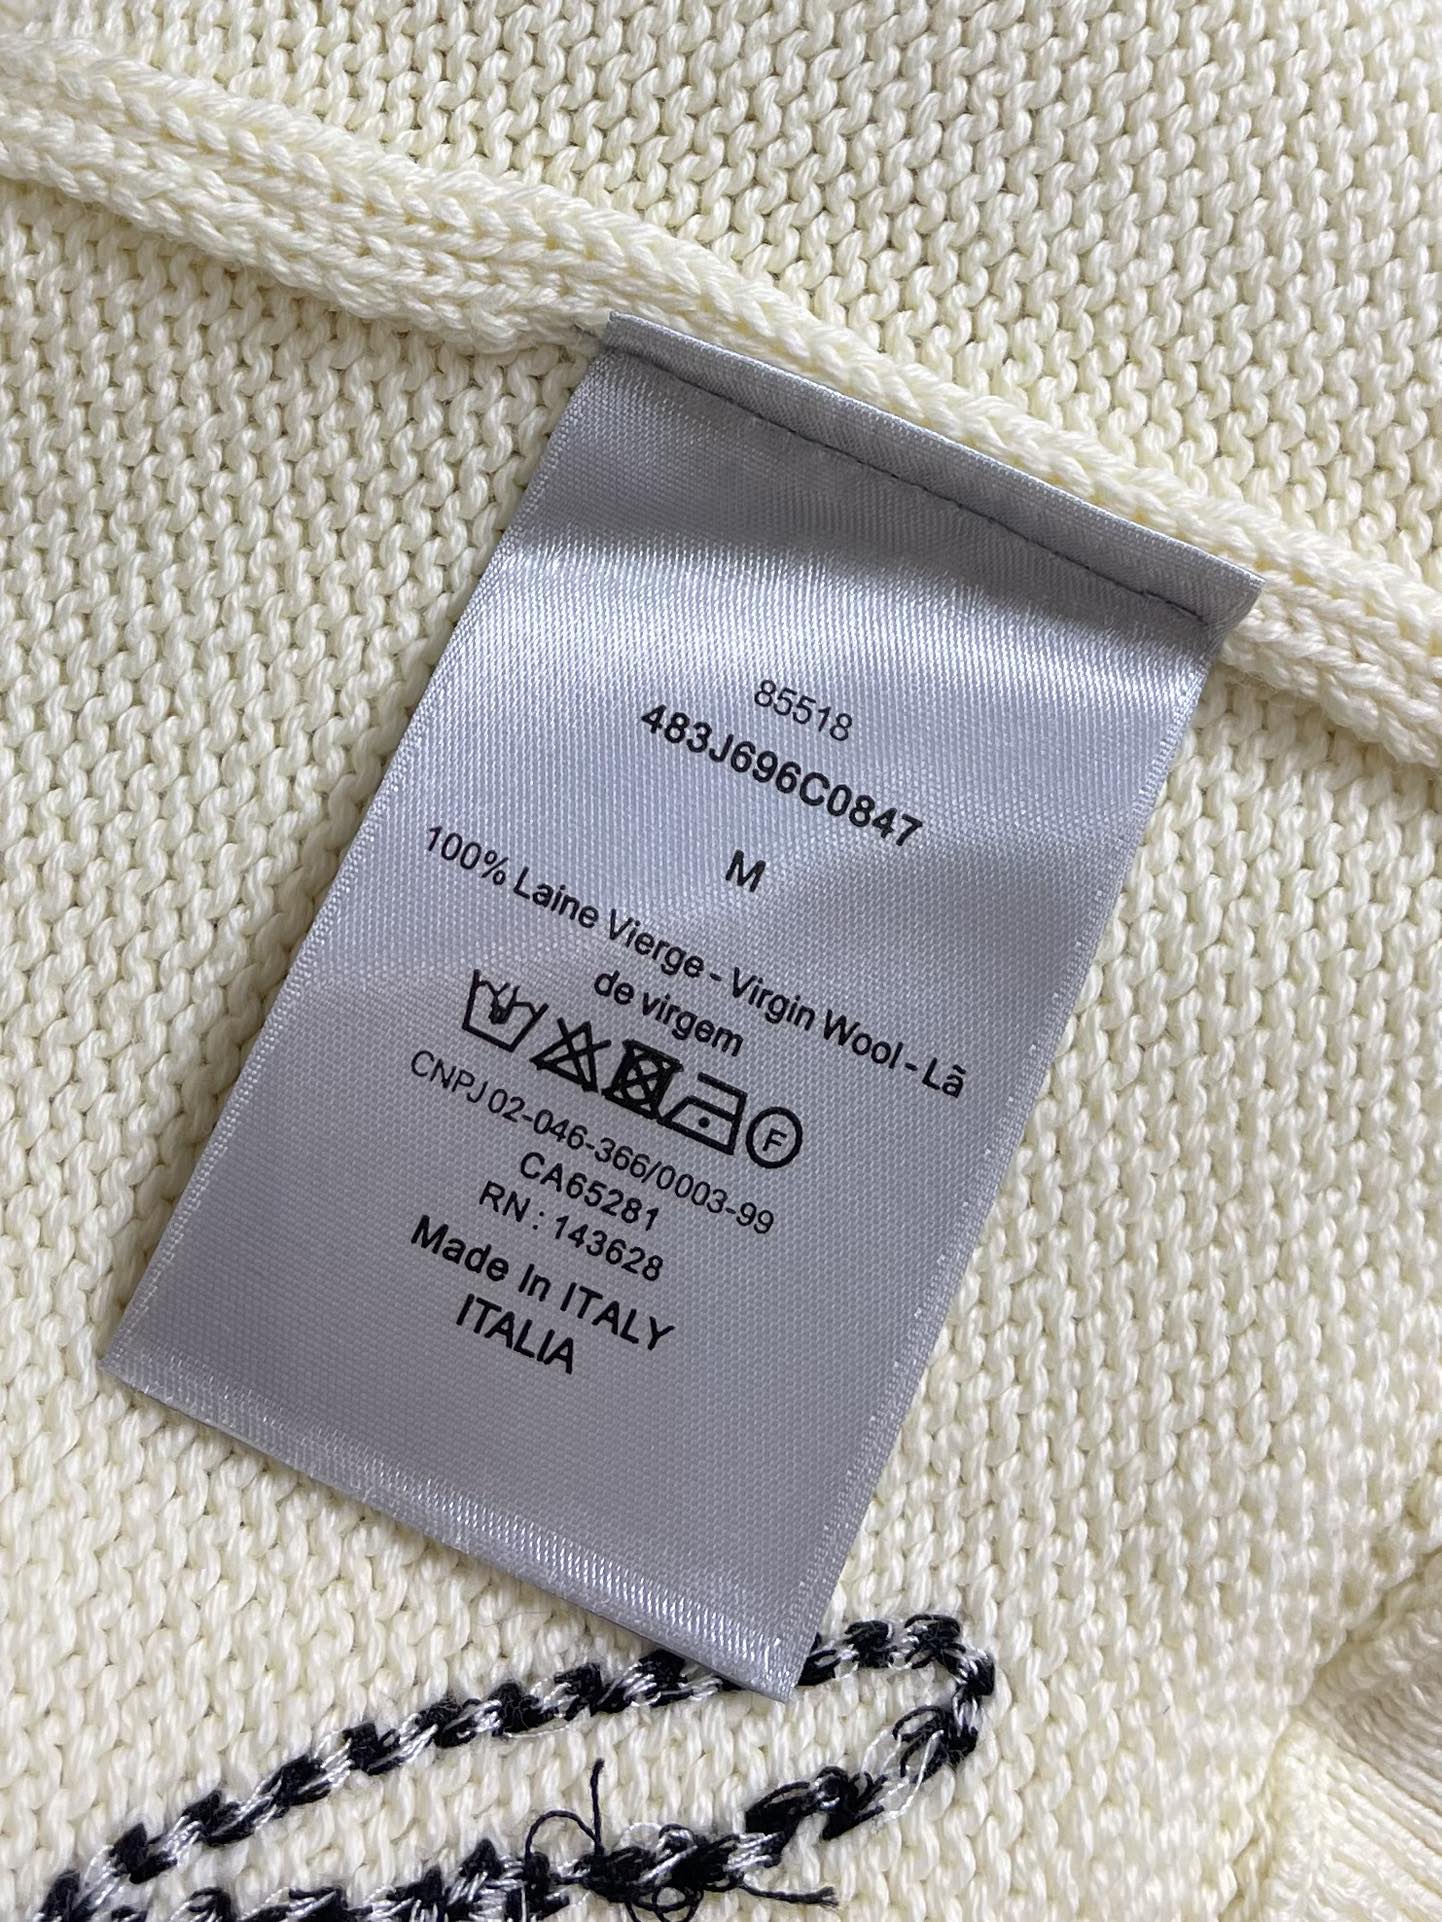 85518
483J696C0847
M
100% Laine Vierge - Virgin Wool - Lã
de virgem
F
CNPJ 02-046-366/0003-99
CA65281
RN : 143628
Made In ITALY
ITALIA